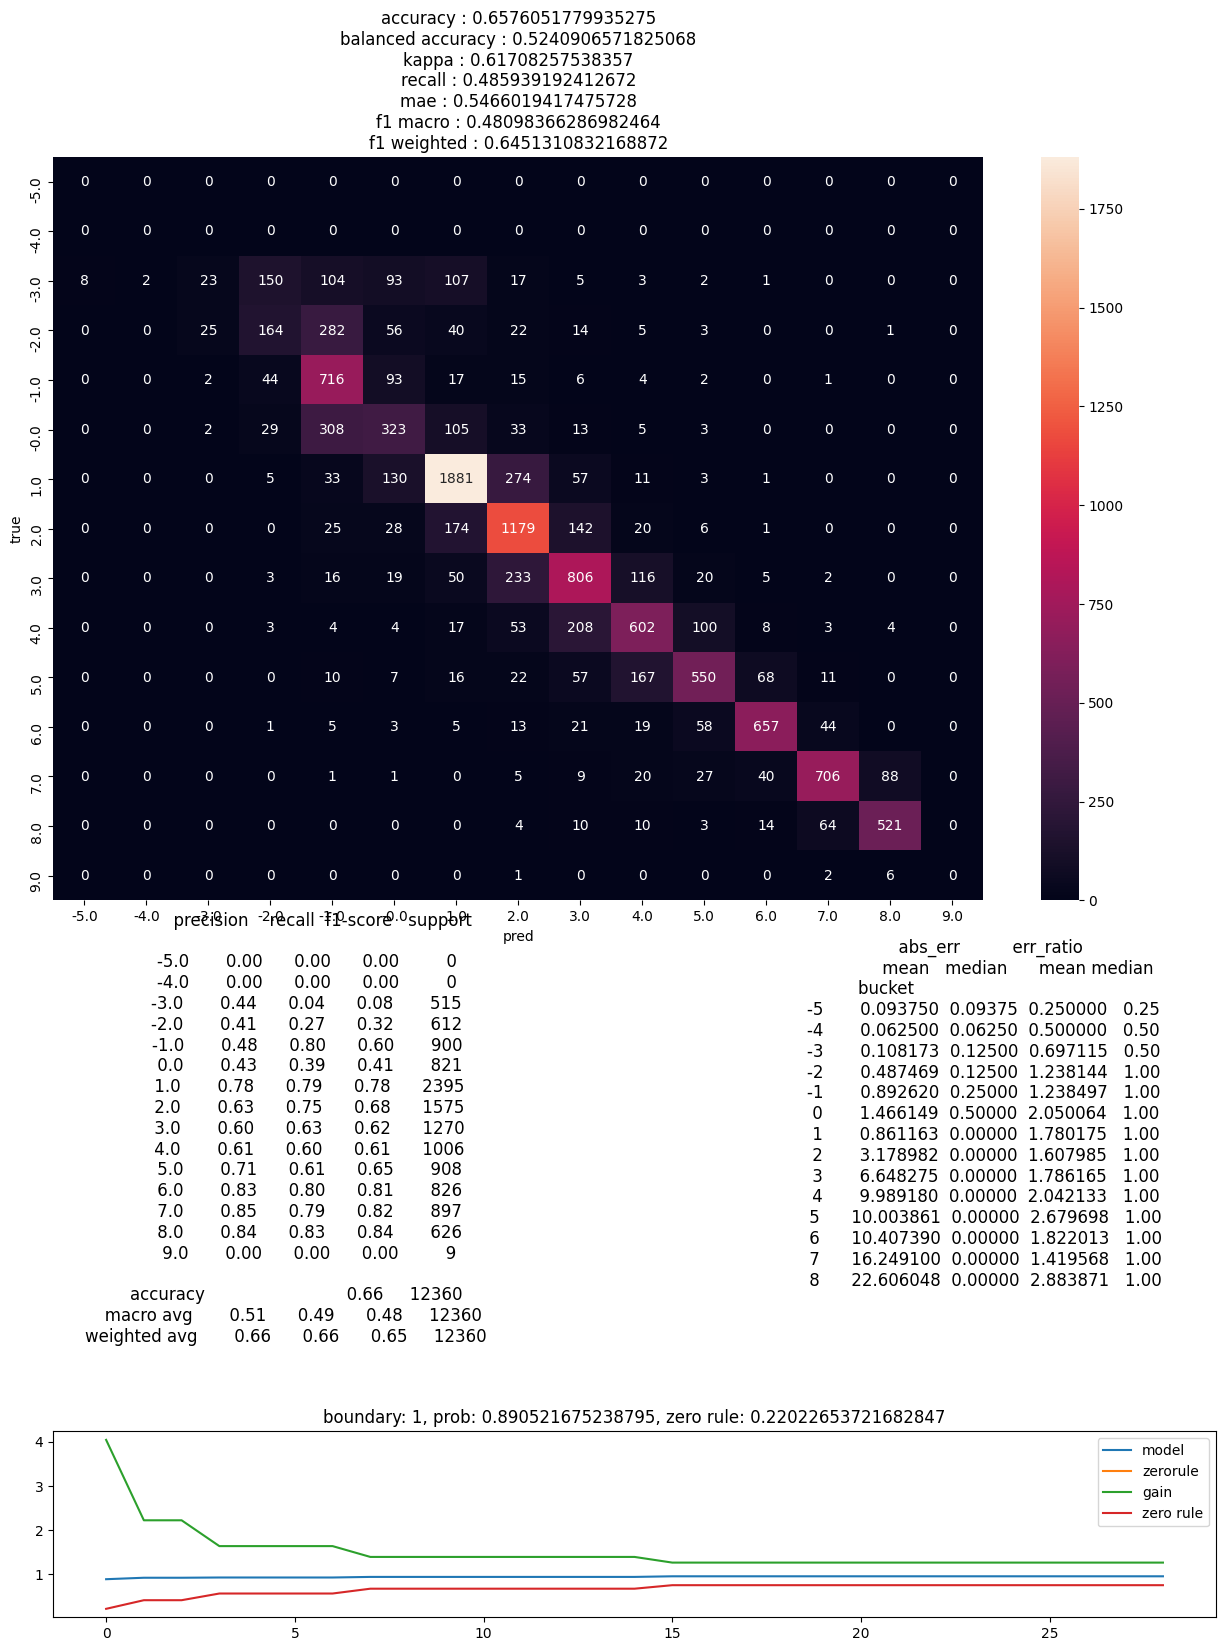 accuracy : 0.6576051779935275
balanced accuracy : 0.5240906571825068
kappa : 0.61708257538357
recall : 0.485939192412672
mae : 0.5466019417475728
f1 macro : 0.48098366286982464
f1 weighted : 0.6451310832168872
-5.0 0 0 0 0 0 0 0 0 0 0 0 0 0 0 0
-4.0 0 0 0 0 0 0 0 0 0 0 0 0 0 0 0
-3.0 8 2 23 150 104 93 107 17 5 3 2 1 0 0 0
-2.0 0 0 25 164 282 56 40 22 14 5 3 0 0 1 0
-1.0 0 0 2 44 716 93 17 15 6 4 2 0 1 0 0
-0.0 0 0 2 29 308 323 105 33 13 5 3 0 0 0 0
1.0 0 0 0 5 33 130 1881 274 57 11 3 1 0 0 0
true
2.0 0 0 0 0 25 28 174 1179 142 20 6 1 0 0 0
3.0 0 0 0 3 16 19 50 233 806 116 20 5 2 0 0
4.0 0 0 0 3 4 4 17 53 208 602 100 8 3 4 0
5.0 0 0 0 0 10 7 16 22 57 167 550 68 11 0 0
6.0 0 0 0 1 5 3 5 13 21 19 58 657 44 0 0
7.0 0 0 0 0 1 1 0 5 9 20 27 40 706 88 0
8.0 0 0 0 0 0 0 0 4 10 10 3 14 64 521 0
9.0 0 0 0 0 0 0 0 1 0 0 0 0 2 6 0
-5.0 -4.0 -3.0 -2.0 -1.0 0.0 1.0 2.0 3.0 4.0 5.0 6.0 7.0 8.0 9.0
pred
1750
1500
1250
1000
750
500
250
0
precision recall f1-score support
-5.0 0.00 0.00 0.00 0
-4.0 0.00 0.00 0.00 0
-3.0 0.44 0.04 0.08 515
-2.0 0.41 0.27 0.32 612
-1.0 0.48 0.80 0.60 900
0.0 0.43 0.39 0.41 821
1.0 0.78 0.79 0.78 2395
2.0 0.63 0.75 0.68 1575
3.0 0.60 0.63 0.62 1270
4.0 0.61 0.60 0.61 1006
5.0 0.71 0.61 0.65 908
6.0 0.83 0.80 0.81 826
7.0 0.85 0.79 0.82 897
8.0 0.84 0.83 0.84 626
9.0 0.00 0.00 0.00 9
accuracy 0.66 12360
macro avg 0.51 0.49 0.48 12360
weighted avg 0.66 0.66 0.65 12360
abs_err err_ratio
mean median mean median
bucket
-5 0.093750 0.09375 0.250000 0.25
-4 0.062500 0.06250 0.500000 0.50
-3 0.108173 0.12500 0.697115 0.50
-2 0.487469 0.12500 1.238144 1.00
-1 0.892620 0.25000 1.238497 1.00
0 1.466149 0.50000 2.050064 1.00
1 0.861163 0.00000 1.780175 1.00
2 3.178982 0.00000 1.607985 1.00
3 6.648275 0.00000 1.786165 1.00
4 9.989180 0.00000 2.042133 1.00
5 10.003861 0.00000 2.679698 1.00
6 10.407390 0.00000 1.822013 1.00
7 16.249100 0.00000 1.419568 1.00
8 22.606048 0.00000 2.883871 1.00
boundary: 1, prob: 0.890521675238795, zero rule: 0.22022653721682847
4
3
2
1
model
zerorule
gain
zero rule
0 5 10 15 20 25